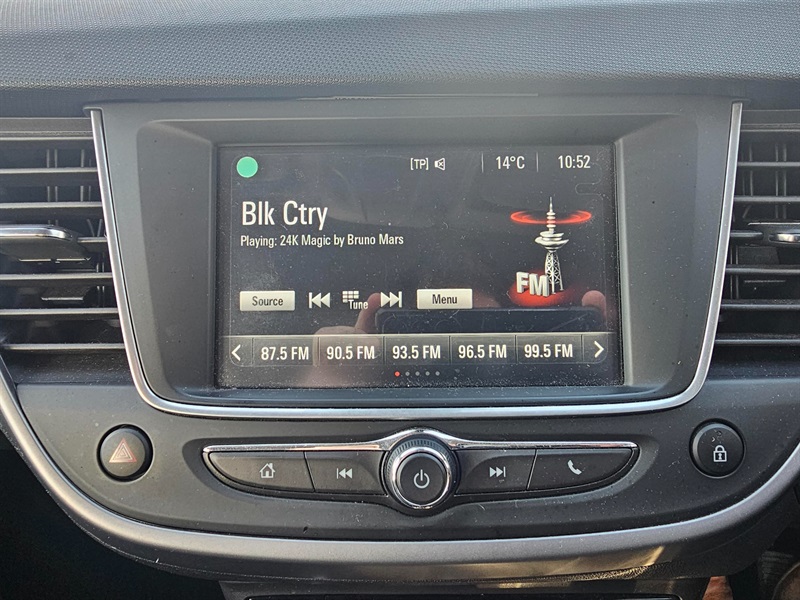 [TP] 14°C 10:52
Blk Ctry
Playing: 24K Magic by Bruno Mars
FM
Source Tune Menu
87.5 FM 90.5 FM 93.5 FM 96.5 FM 99.5 FM